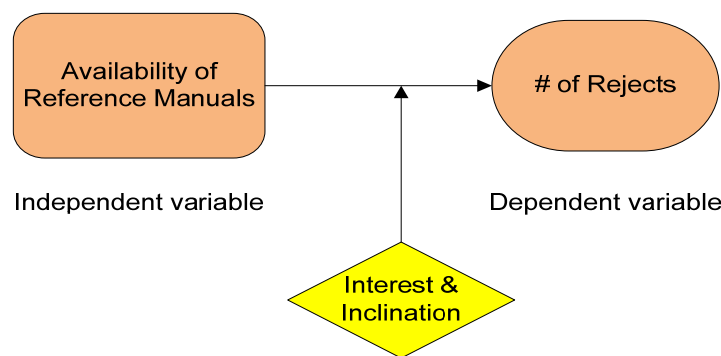 Availability of
Reference Manuals
# of Rejects
Independent variable
Dependent variable
Interest &
Inclination